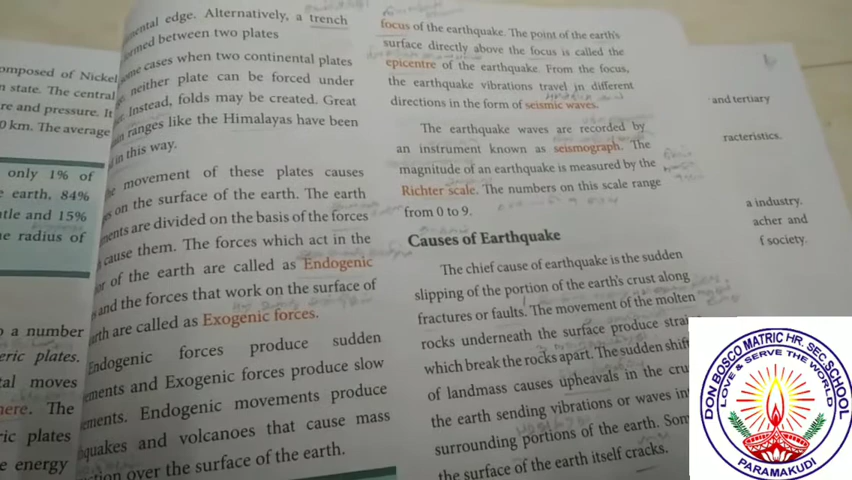 omposed of Nickel
n state. The central
re and pressure. It
0 km. The average
only 1% of
e earth, 84%
tle and 15%
e radius of
o a number
eric plates.
tal moves
here. The
ric plates
e energy
nental edge. Alternatively, a trench
ormed between two plates
ome cases when two continental plates
neither plate can be forced under
Instead, folds may be created. Great
n ranges like the Himalayas have been
in this way.
e movement of these plates causes
es on the surface of the earth. The earth
ments are divided on the basis of the forces
cause them. The forces which act in the
or of the earth are called as Endogenic
s and the forces that work on the surface of
arth are called as Exogenic forces.
Endogenic forces produce sudden
ements and Exogenic forces produce slow
ements. Endogenic movements produce
quakes and volcanoes that cause mass
ction over the surface of the earth.
focus of the earthquake. The point of the earth's
surface directly above the focus is called the
epicentre of the earthquake. From the focus,
the earthquake vibrations travel in different
directions in the form of seismic waves.
The earthquake waves are recorded by
an instrument known as seismograph. The
magnitude of an earthquake is measured by the
Richter scale. The numbers on this scale range
from 0 to 9.
Causes of Earthquake
The chief cause of earthquake is the sudden
slipping of the portion of the earth's crust along
fractures or faults. The movement of the molten
rocks underneath the surface produce strai
which break the rocks apart. The sudden shift
of landmass causes upheavals in the cru
the earth sending vibrations or waves in
surrounding portions of the earth. Som
the surface of the earth itself cracks.
and tertiary
racteristics.
a industry.
acher and
f society.
DON BOSCO MATRIC HR. SEC SCHOOL
LOVE & SERVE THE WORLD
PARAMAKUDI